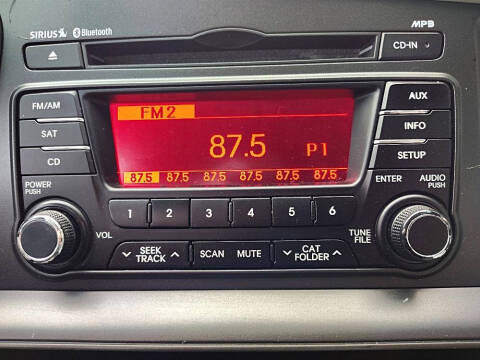 SIRIUS Bluetooth
MP3
CD-IN
FM/AM
SAT
CD
FM2
87.5 P1
87.5 87.5 87.5 87.5 87.5 87.5
AUX
INFO
SETUP
POWER
PUSH
ENTER AUDIO
PUSH
1 2 3 4 5 6
VOL
TUNE
FILE
SEEK
TRACK
SCAN MUTE
CAT
FOLDER